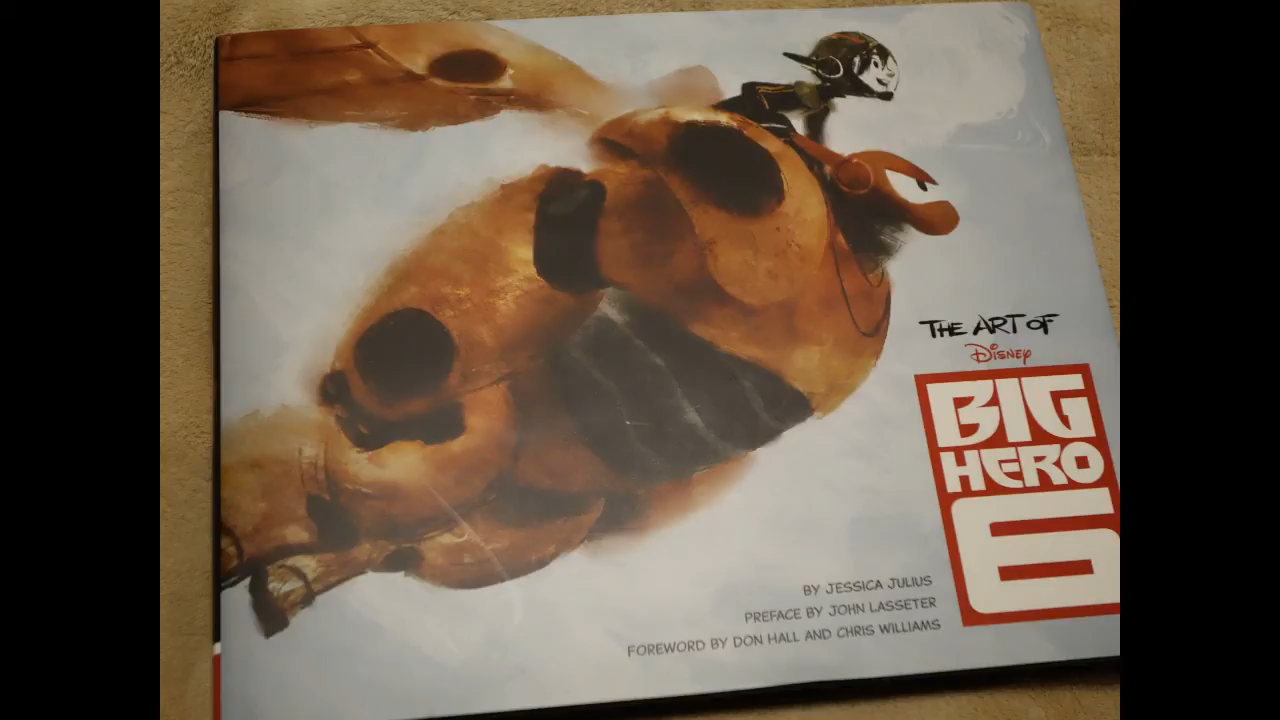 THE ART OF
DISNEY
BIG
HERO
6
BY JESSICA JULIUS
PREFACE BY JOHN LASSETER
FOREWORD BY DON HALL AND CHRIS WILLIAMS